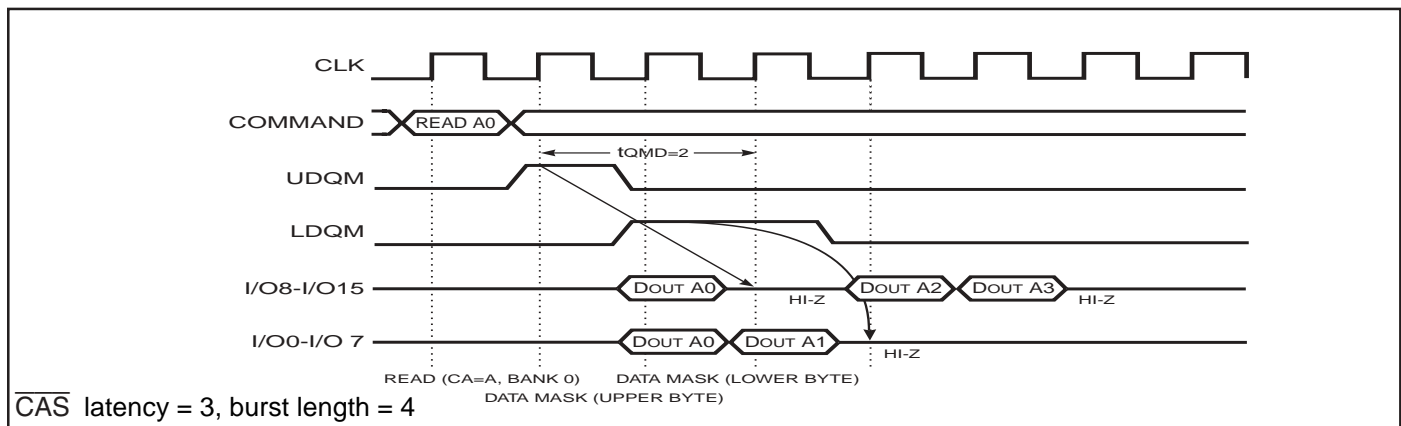 CLK
COMMAND READ A0
tQMD=2
UDQM
LDQM
I/O8-I/O15 DOUT A0 HI-Z DOUT A2 DOUT A3 HI-Z
I/O0-I/O 7 DOUT A0 DOUT A1 HI-Z
READ (CA=A, BANK 0) DATA MASK (LOWER BYTE)
DATA MASK (UPPER BYTE)
CAS latency = 3, burst length = 4